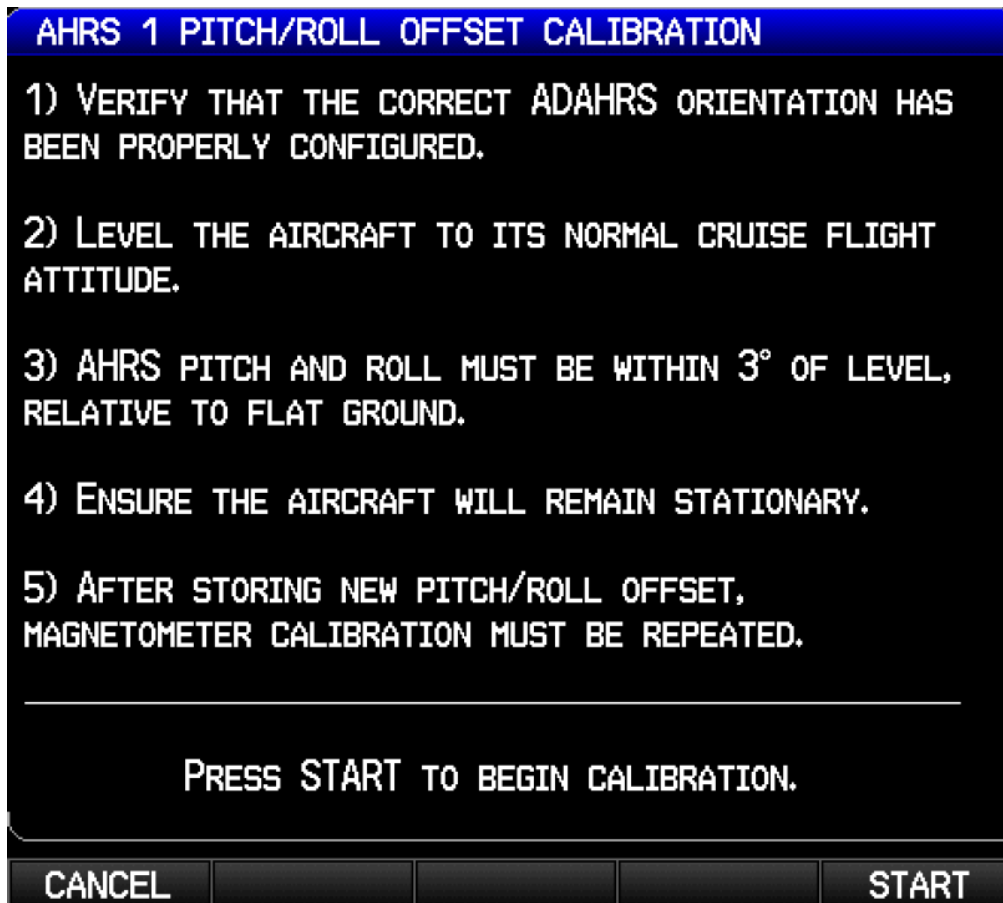 AHRS 1 PITCH/ROLL OFFSET CALIBRATION
1) VERIFY THAT THE CORRECT ADAHRS ORIENTATION HAS
BEEN PROPERLY CONFIGURED.
2) LEVEL THE AIRCRAFT TO ITS NORMAL CRUISE FLIGHT
ATTITUDE.
3) AHRS PITCH AND ROLL MUST BE WITHIN 3° OF LEVEL,
RELATIVE TO FLAT GROUND.
4) ENSURE THE AIRCRAFT WILL REMAIN STATIONARY.
5) AFTER STORING NEW PITCH/ROLL OFFSET,
MAGNETOMETER CALIBRATION MUST BE REPEATED.
PRESS START TO BEGIN CALIBRATION.
CANCEL START